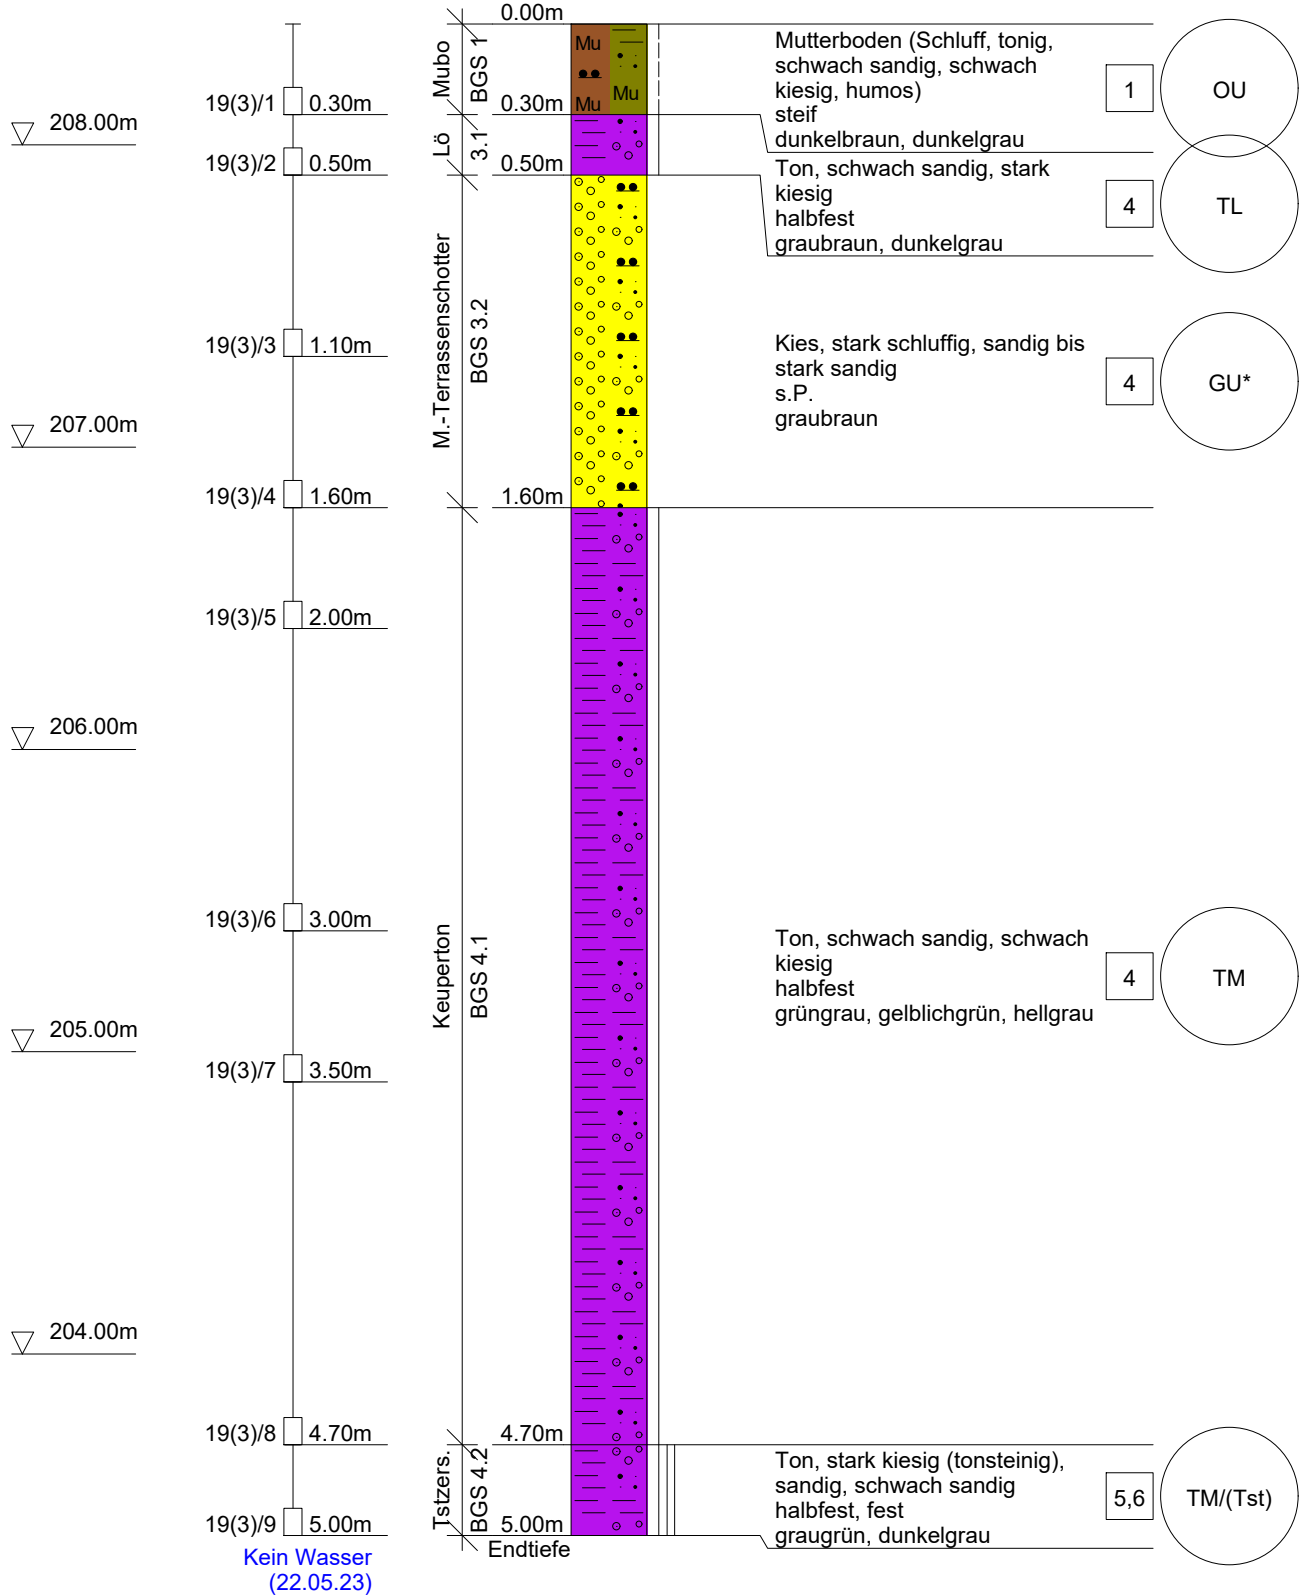 0.00m
Mubo
BGS 1
Mu
Mu
Mu
Mutterboden (Schluff, tonig,
schwach sandig, schwach
kiesig, humos)
steif
dunkelbraun, dunkelgrau
1
OU
19(3)/1
0.30m
0.30m
208.00m
Lö
3.1
19(3)/2
0.50m
0.50m
Ton, schwach sandig, stark
kiesig
halbfest
graubraun, dunkelgrau
4
TL
M.-Terrassenschotter
BGS 3.2
19(3)/3
1.10m
Kies, stark schluffig, sandig bis
stark sandig
s.P.
graubraun
4
GU*
207.00m
19(3)/4
1.60m
1.60m
19(3)/5
2.00m
206.00m
19(3)/6
3.00m
Keuperton
BGS 4.1
Ton, schwach sandig, schwach
kiesig
halbfest
grüngrau, gelblichgrün, hellgrau
4
TM
205.00m
19(3)/7
3.50m
204.00m
19(3)/8
4.70m
4.70m
Tstzers.
BGS 4.2
Ton, stark kiesig (tonsteinig),
sandig, schwach sandig
halbfest, fest
graugrün, dunkelgrau
5,6
TM/(Tst)
19(3)/9
5.00m
5.00m
Endtiefe
Kein Wasser
(22.05.23)